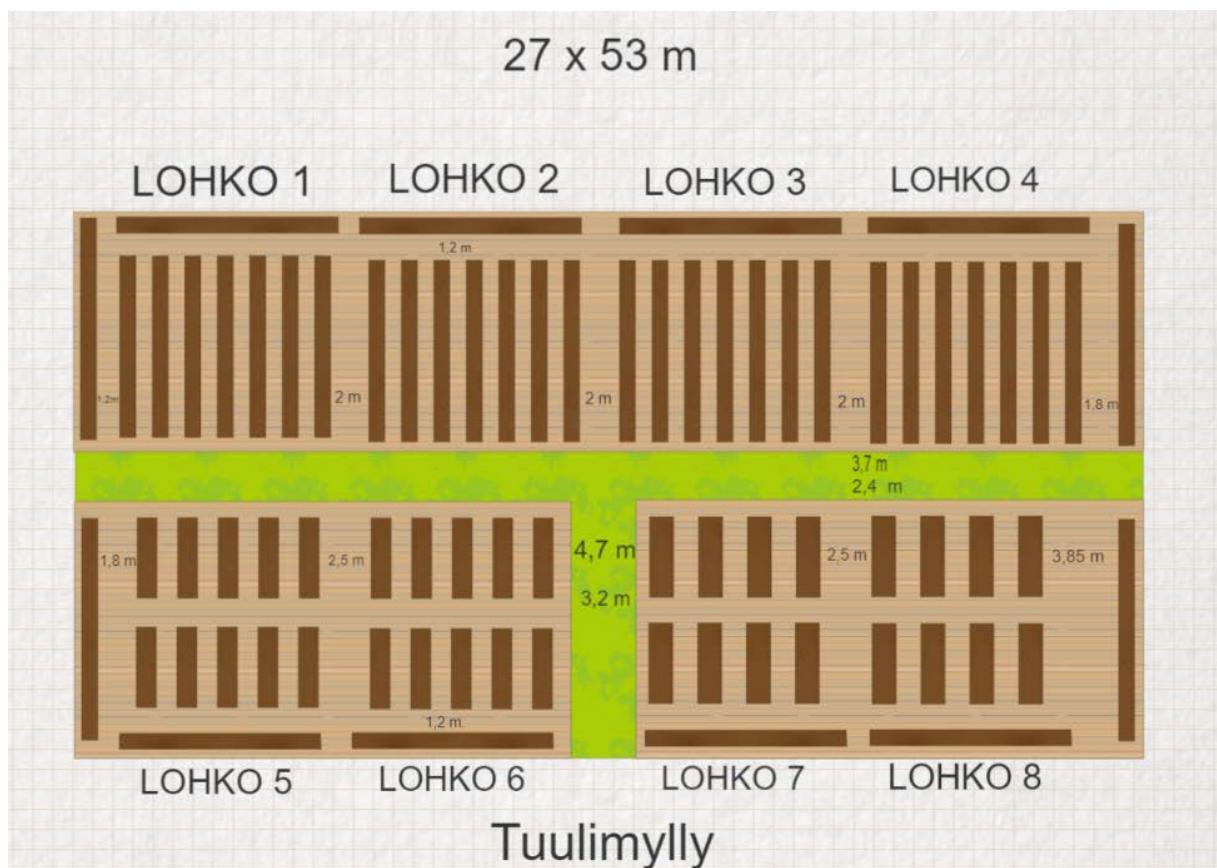 27 x 53 m
LOHKO 1
LOHKO 2
LOHKO 3
LOHKO 4
1,2 m
1,2m
2 m
2 m
2 m
1,8 m
3,7 m
2,4 m
1,8 m
2,5 m
4,7 m
3,2 m
2,5 m
3,85 m
1,2 m.
LOHKO 5
LOHKO 6
LOHKO 7
LOHKO 8
Tuulimylly